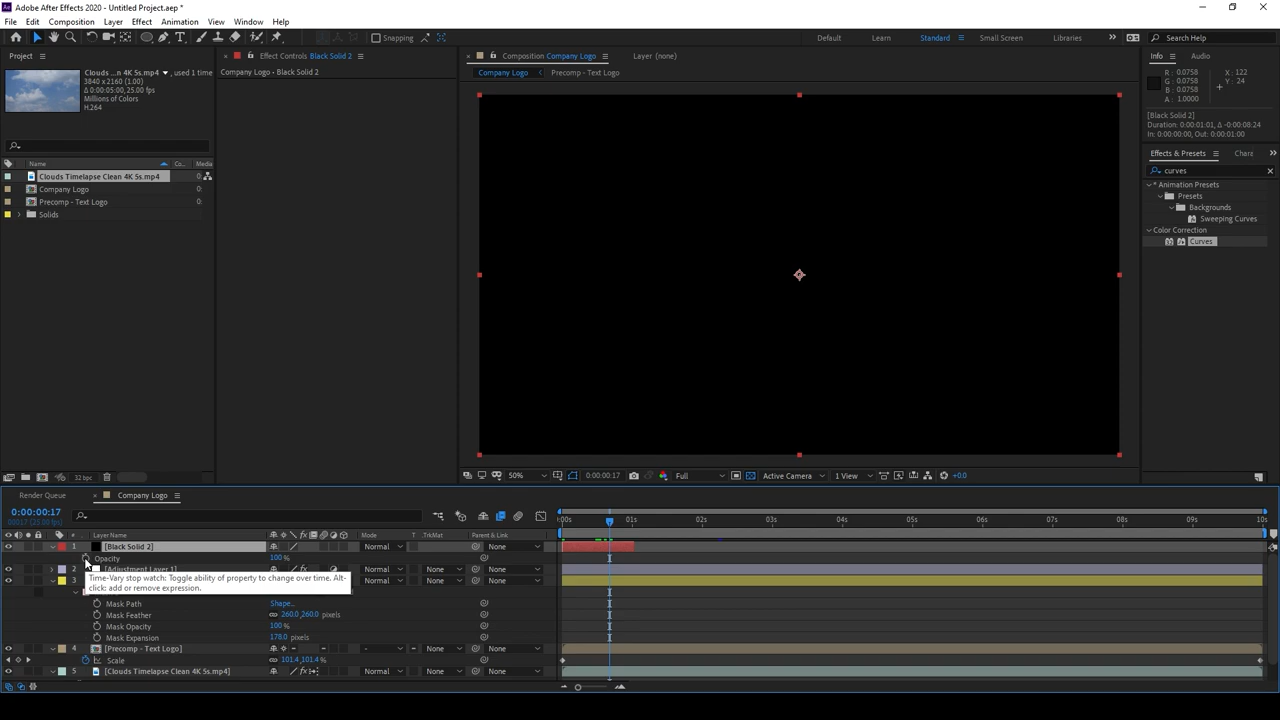 Adobe After Effects 2020 - Untitled Project.aep *
File Edit Composition Layer Effect Animation View Window Help
Snapping
Default Learn Standard Small Screen Libraries Search Help
Project
Clouds ...n 4K 5s.mp4 , used 1 time
3840 x 2160 (1.00)
Δ 0:00:05:00, 25.00 fps
Millions of Colors
H.264
Name Co... Media
Clouds Timelapse Clean 4K 5s.mp4 0:
Company Logo 0:
Precomp - Text Logo 0:
Solids
32 bpc
Effect Controls Black Solid 2
Company Logo - Black Solid 2
Composition Company Logo Layer (none)
Company Logo Precomp - Text Logo
50% 0:00:00:17 Full Active Camera 1 View +0.0
Info Audio
R : 0.0758
G : 0.0758
B : 0.0758
A : 1.0000
X : 122
Y : 24
[Black Solid 2]
Duration: 0:00:01:01, Δ -0:00:08:24
In: 0:00:00:00, Out: 0:00:01:00
Effects & Presets Chara
curves
* Animation Presets
Presets
Backgrounds
Sweeping Curves
Color Correction
Curves
Render Queue Company Logo
0:00:00:17
00017 (25.00 fps)
# Layer Name Mode T .TrkMat Parent & Link
:00s 01s 02s 03s 04s 05s 06s 07s 08s 09s 10s
1 [Black Solid 2] Normal None
Opacity 100 %
2 [Adjustment Layer 1] Normal None None
Time-Vary stop watch: Toggle ability of property to change over time. Alt-
click: add or remove expression.
3 Normal None None
Mask Path Shape...
Mask Feather 260.0,260.0 pixels
Mask Opacity 100 %
Mask Expansion 178.0 pixels
4 [Precomp - Text Logo] - None None
Scale 101.4,101.4 %
5 [Clouds Timelapse Clean 4K 5s.mp4] Normal None None